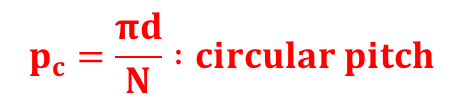 p_c = πd/N : circular pitch